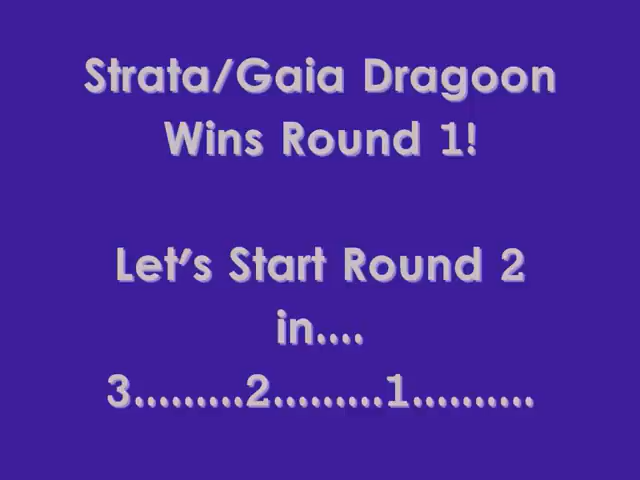 Strata/Gaia Dragoon
Wins Round 1!
Let's Start Round 2
in....
3.........2.........1..........